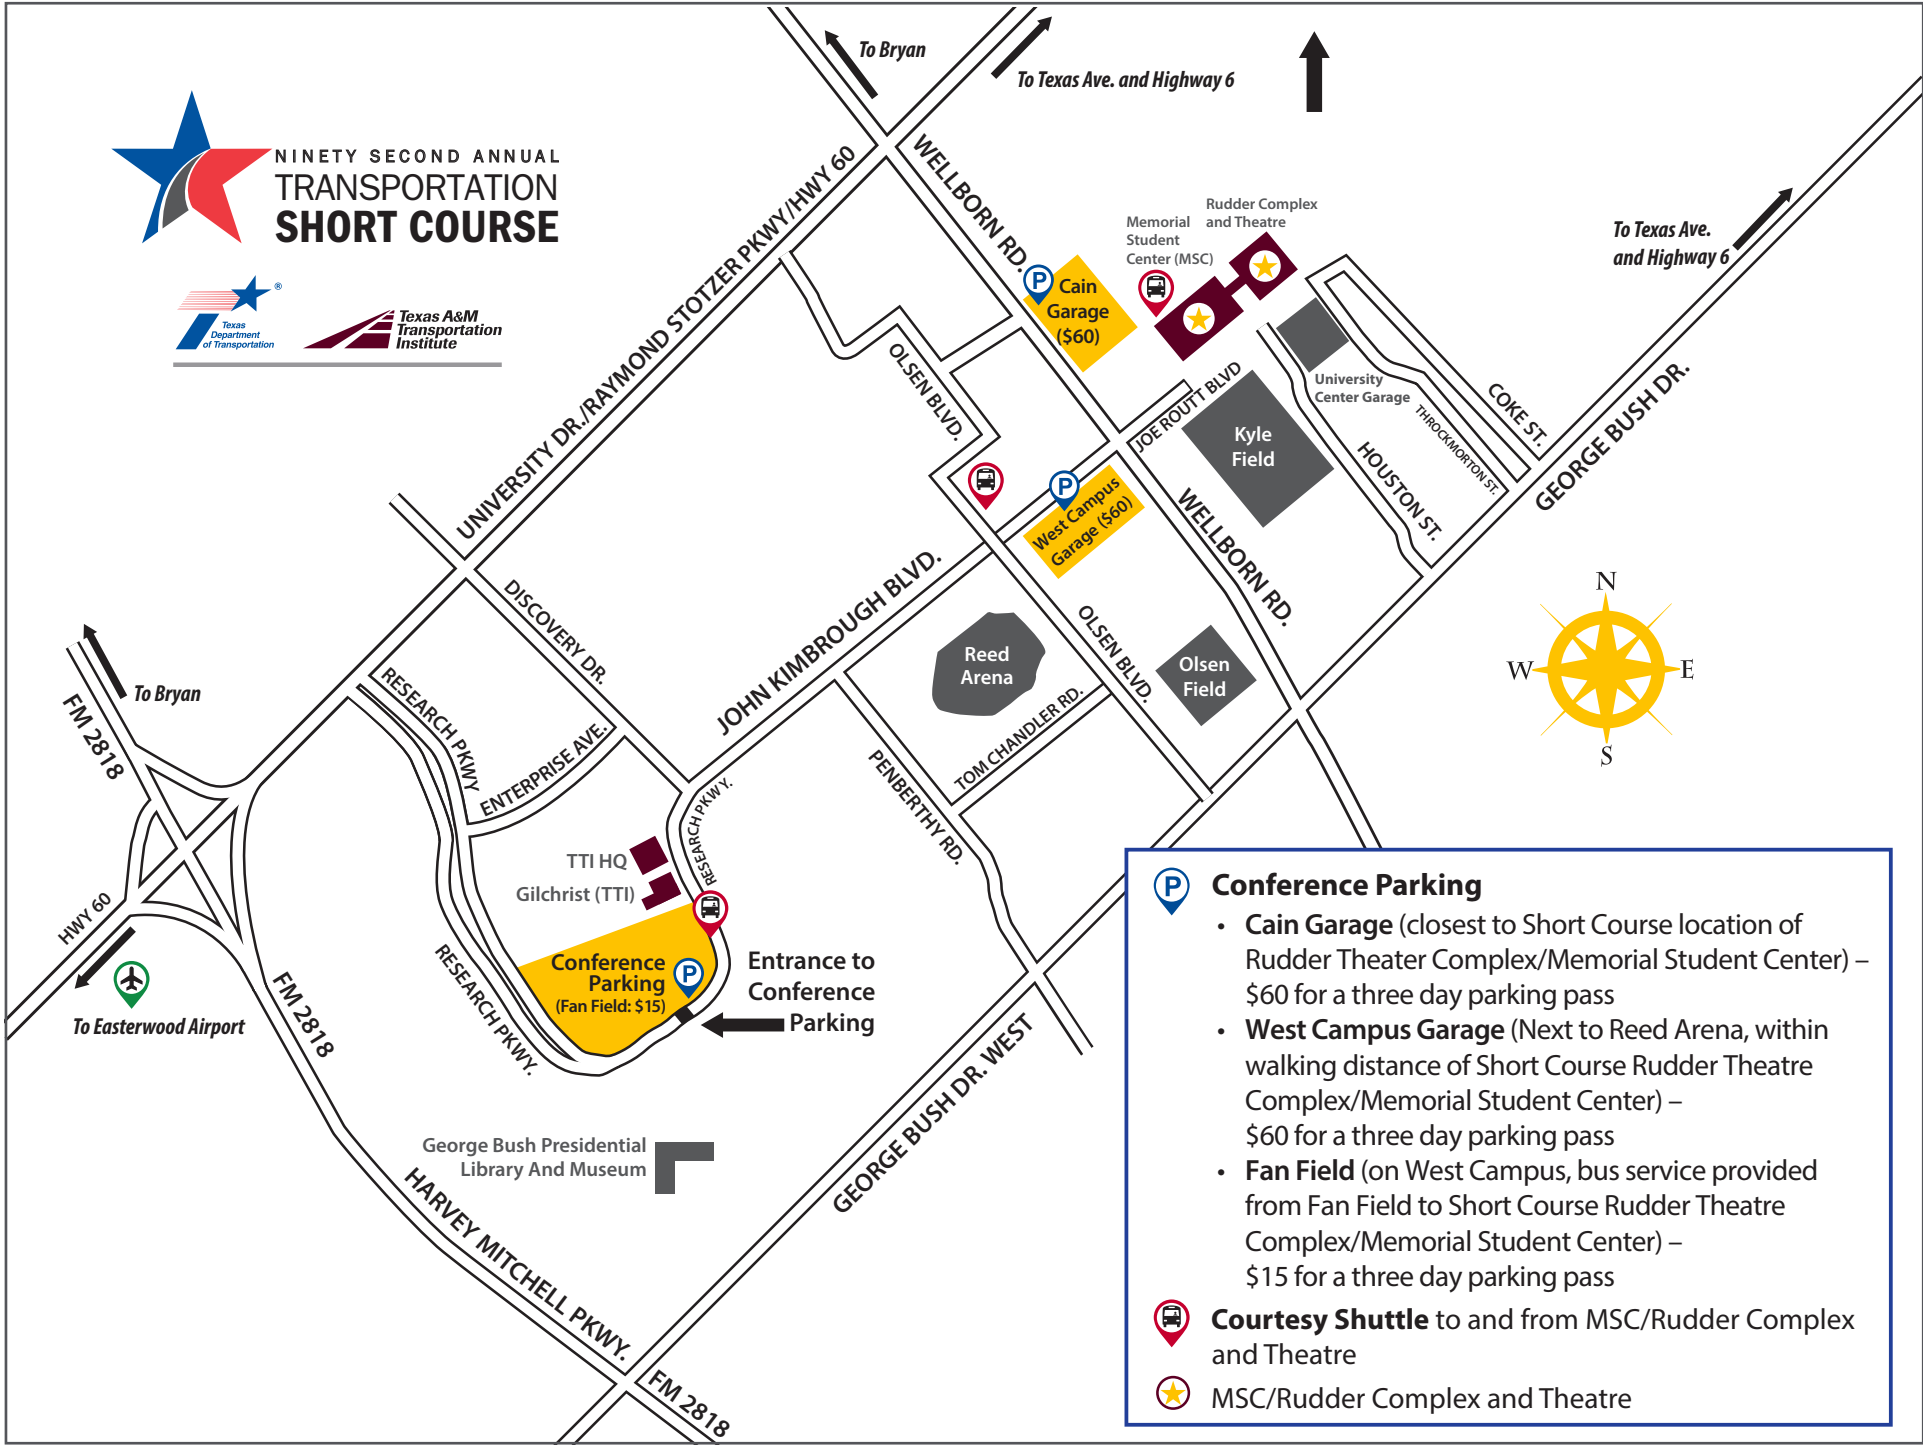 To Bryan
To Texas Ave. and Highway 6
NINETY SECOND ANNUAL
TRANSPORTATION
SHORT COURSE
®
Texas
Department
of Transportation
Texas A&M
Transportation
Institute
UNIVERSITY DR./RAYMOND STOTZER PKWY/HWY 60
WELLBORN RD.
Rudder Complex
and Theatre
Memorial
Student
Center (MSC)
To Texas Ave.
and Highway 6
P
Cain
Garage
($60)
OLSEN BLVD.
JOE ROUTT BLVD
University
Center Garage
COKE ST.
THROCKMORTON ST.
HOUSTON ST.
GEORGE BUSH DR.
Kyle
Field
P
West Campus
Garage ($60)
WELLBORN RD.
DISCOVERY DR.
JOHN KIMBROUGH BLVD.
Reed
Arena
OLSEN BLVD.
Olsen
Field
N
W
E
S
To Bryan
FM 2818
RESEARCH PKWY
ENTERPRISE AVE.
TOM CHANDLER RD.
PENBERTHY RD.
RESEARCH PKWY.
TTI HQ
Gilchrist (TTI)
HWY 60
To Easterwood Airport
FM 2818
RESEARCH PKWY.
Conference
Parking
(Fan Field: $15)
P
Entrance to
Conference
Parking
George Bush Presidential
Library And Museum
GEORGE BUSH DR. WEST
HARVEY MITCHELL PKWY.
FM 2818
P
Conference Parking
• Cain Garage (closest to Short Course location of
Rudder Theater Complex/Memorial Student Center) –
$60 for a three day parking pass
• West Campus Garage (Next to Reed Arena, within
walking distance of Short Course Rudder Theatre
Complex/Memorial Student Center) –
$60 for a three day parking pass
• Fan Field (on West Campus, bus service provided
from Fan Field to Short Course Rudder Theatre
Complex/Memorial Student Center) –
$15 for a three day parking pass
Courtesy Shuttle to and from MSC/Rudder Complex
and Theatre
MSC/Rudder Complex and Theatre